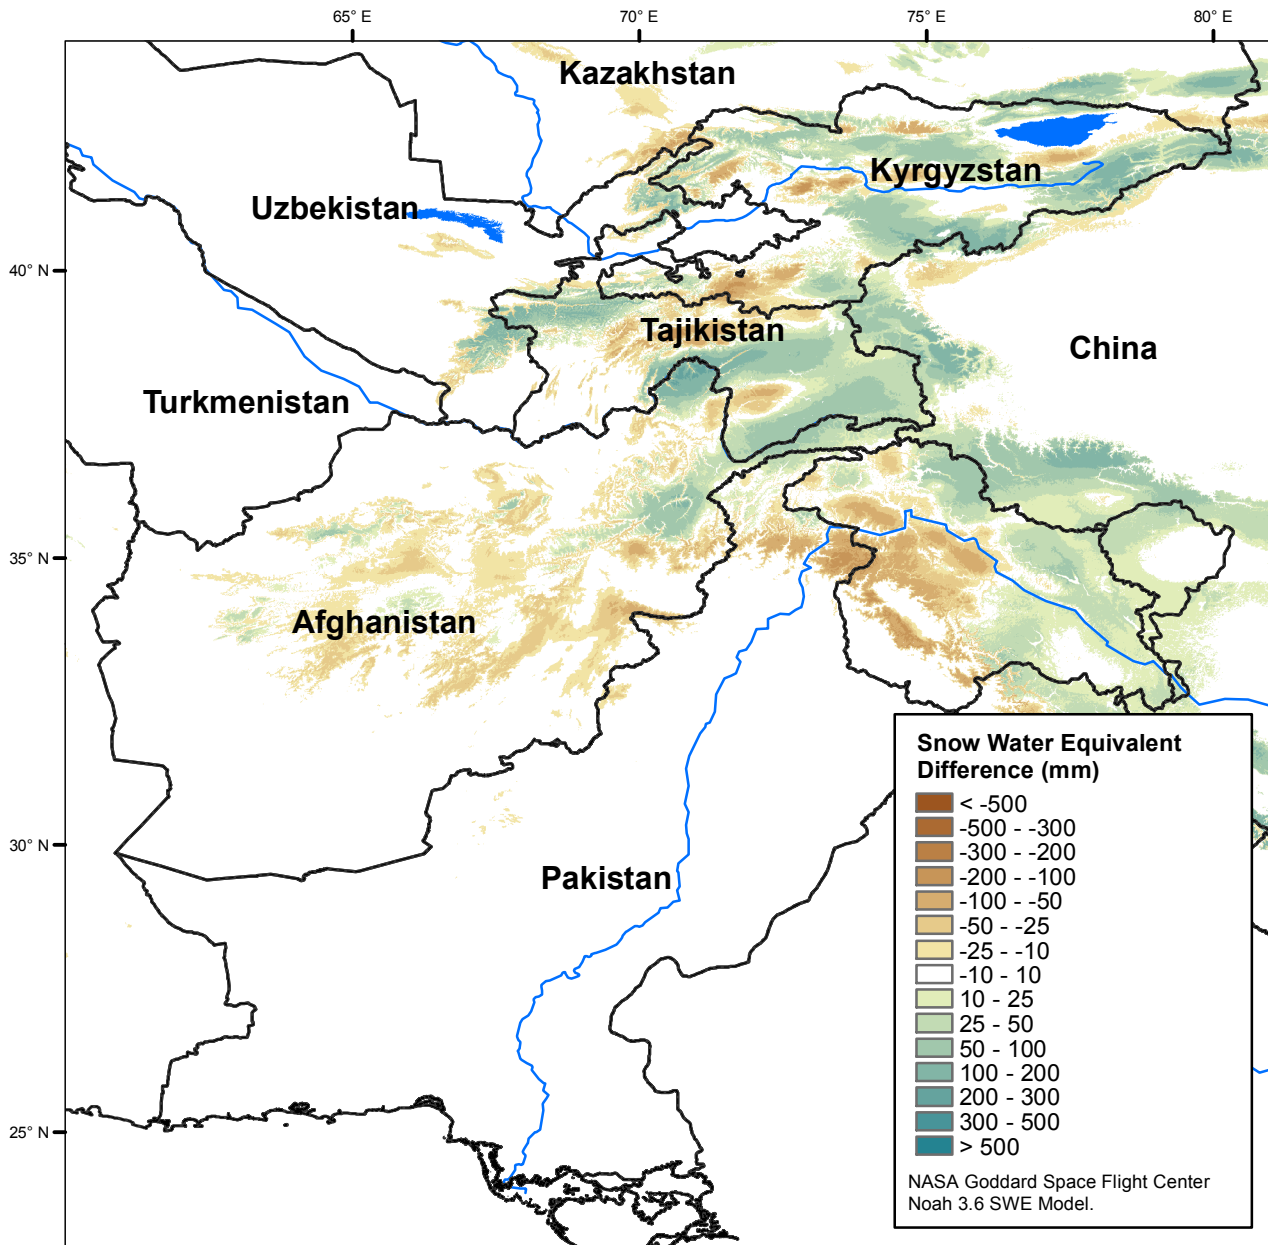 65° E
70° E
75° E
80° E
Kazakhstan
Kyrgyzstan
Uzbekistan
40° N
Tajikistan
China
Turkmenistan
35° N
Afghanistan
Snow Water Equivalent
Difference (mm)
< -500
-500 - -300
-300 - -200
-200 - -100
-100 - -50
-50 - -25
-25 - -10
-10 - 10
10 - 25
25 - 50
50 - 100
100 - 200
200 - 300
300 - 500
> 500
NASA Goddard Space Flight Center
Noah 3.6 SWE Model.
30° N
Pakistan
25° N